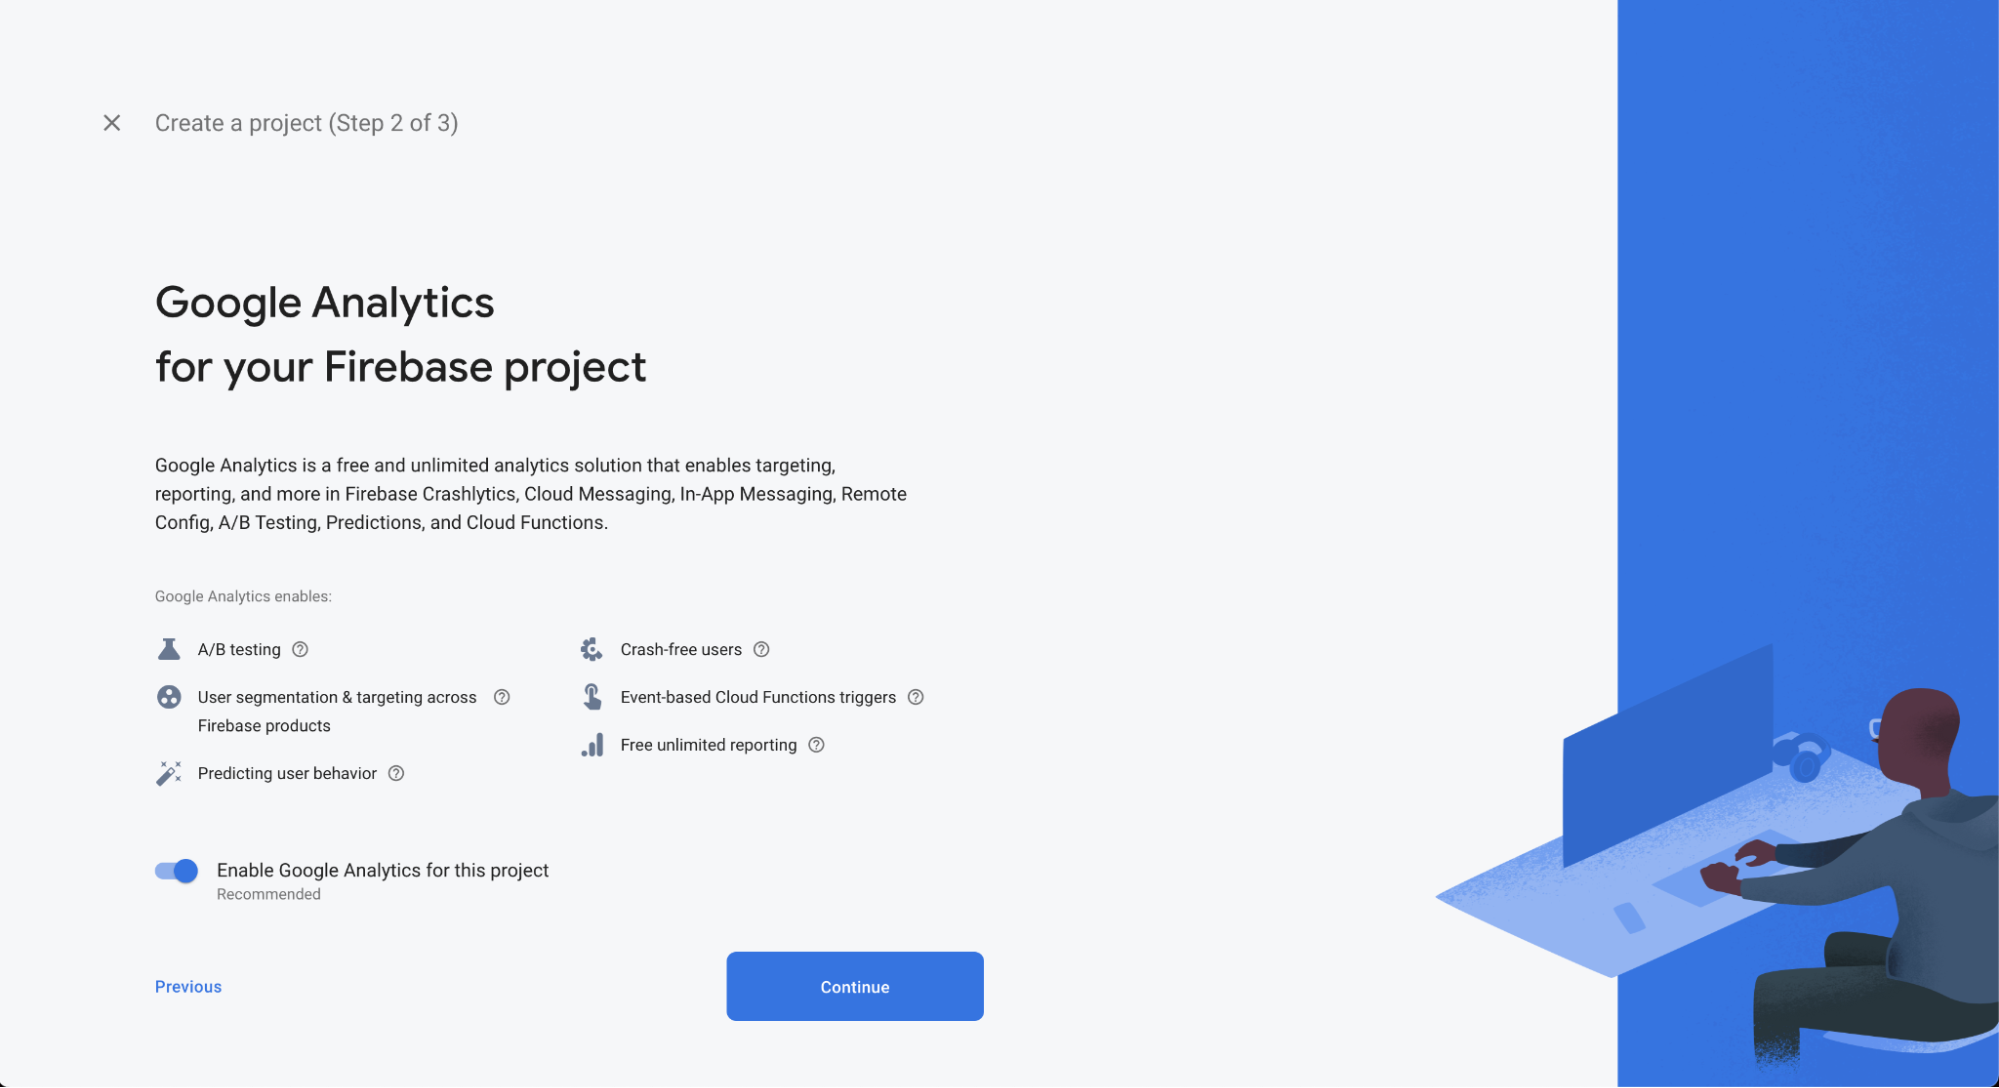 Create a project (Step 2 of 3)
Google Analytics
for your Firebase project
Google Analytics is a free and unlimited analytics solution that enables targeting,
reporting, and more in Firebase Crashlytics, Cloud Messaging, In-App Messaging, Remote
Config, A/B Testing, Predictions, and Cloud Functions.
Google Analytics enables:
A/B testing
User segmentation & targeting across
Firebase products
Predicting user behavior
Crash-free users
Event-based Cloud Functions triggers
Free unlimited reporting
Enable Google Analytics for this project
Recommended
Previous
Continue